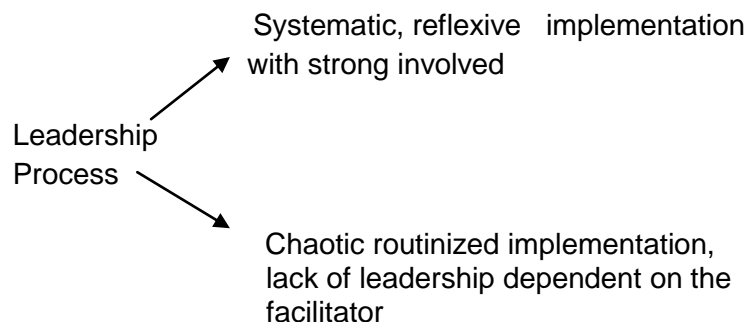 Systematic, reflexive implementation
with strong involved
Leadership
Process
Chaotic routinized implementation,
lack of leadership dependent on the
facilitator